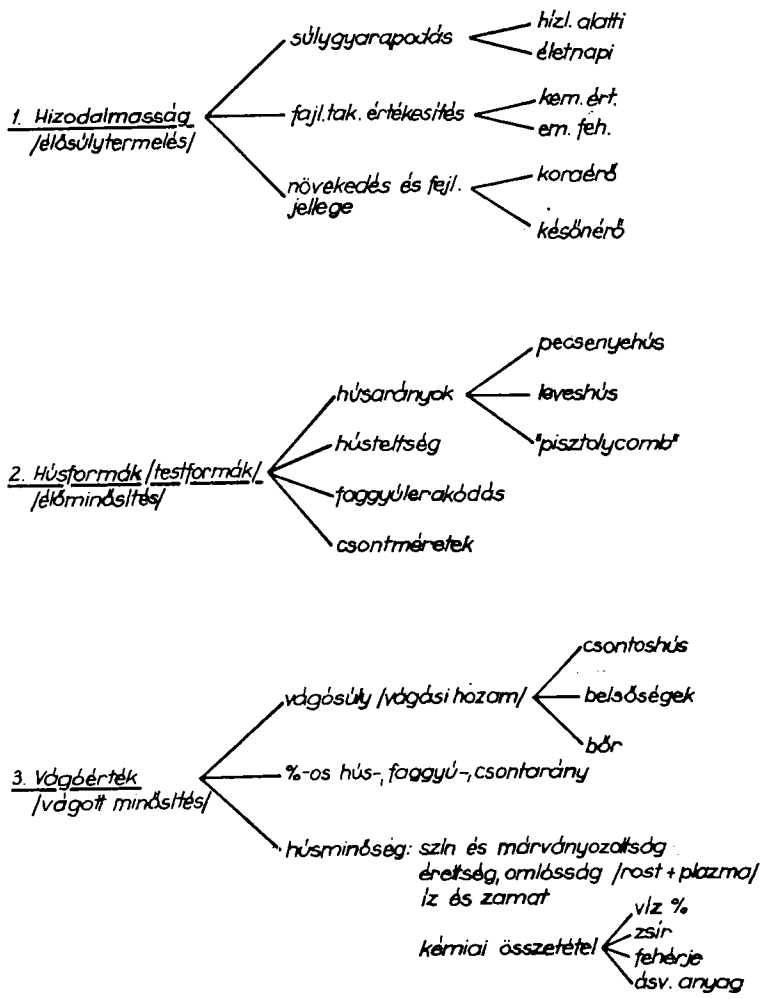 1. Hizodalmasság
/élősúlytermelés/
súlygyarapodás
hízl. alatti
életnapi
fajl. tak. értékesítés
kem. ért.
em. feh.
növekedés és fejl.
jellege
koraérő
későnérő
2. Húsformák /testformák/
/élőminősítés/
húsarányok
pecsenyehús
leveshús
"pisztolycomb"
hústeltség
faggyúlerakódás
csontméretek
3. Vágóérték
/vágott minősítés/
vágósúly /vágási hozam/
csontoshús
belsőségek
bőr
%-os hús-, faggyú-, csontarány
húsminőség: szín és márványozottság
érettség, omlósság /rost + plazma/
íz és zamat
kémiai összetétel
víz %
zsír
fehérje
ásv. anyag